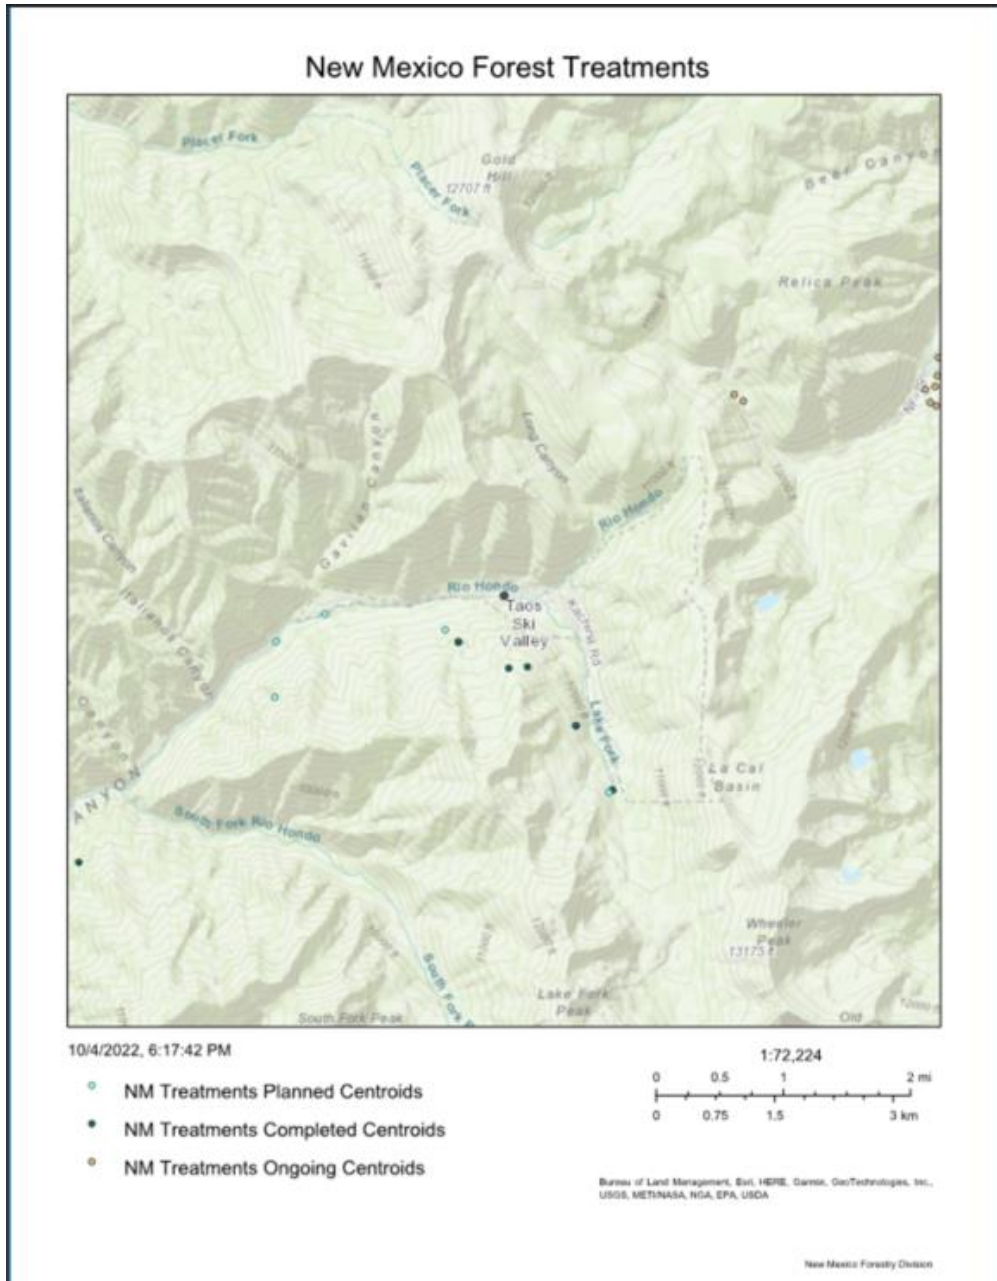 New Mexico Forest Treatments
Placer Fork
Placer Fork
Gold
Hill
12707 ft
Bear Canyon
Relica Peak
Long Canyon
Gavilan Canyon
Rio Hondo
Rio Hondo
Taos
Ski
Valley
Kachina Rd
Italianos Canyon
Lake Fork
La Cal
Basin
ANYON
South Fork Rio Hondo
Wheeler
Peak
13173 ft
Lake Fork
Peak
South Fork R
South Fork Peak
Old
10/4/2022, 6:17:42 PM
1:72,224
0 0.5 1 2 mi
0 0.75 1.5 3 km
NM Treatments Planned Centroids
NM Treatments Completed Centroids
NM Treatments Ongoing Centroids
Bureau of Land Management, Esri, HERE, Garmin, GeoTechnologies, Inc.,
USGS, METI/NASA, NGA, EPA, USDA
New Mexico Forestry Division